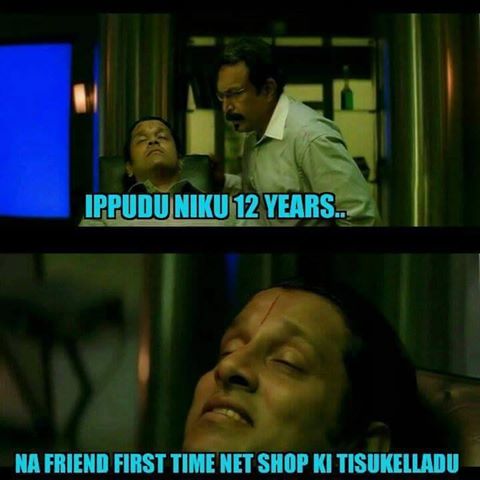 IPPUDU NIKU 12 YEARS..
NA FRIEND FIRST TIME NET SHOP KI TISUKELLADU